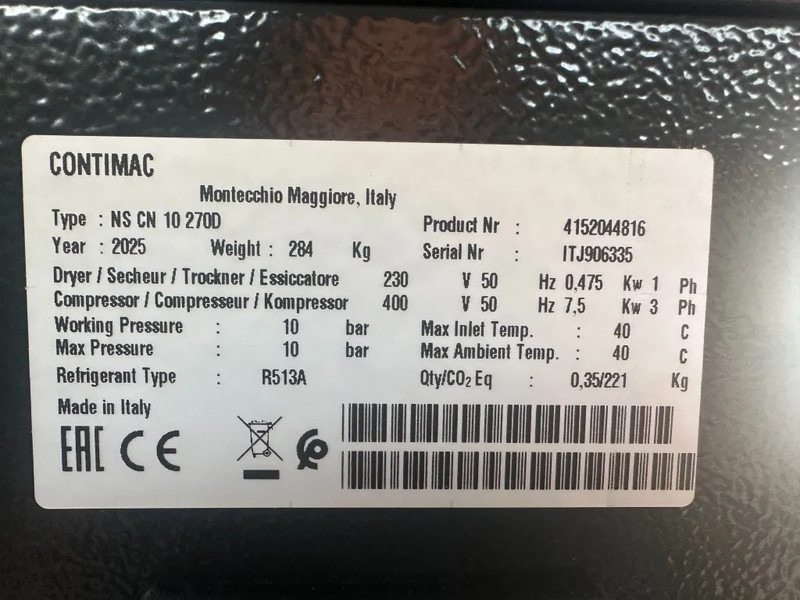 CONTIMAC
Montecchio Maggiore, Italy
Type : NS CN 10 270D Product Nr : 4152044816
Year : 2025 Weight : 284 Kg Serial Nr : ITJ906335
Dryer / Secheur / Trockner / Essiccatore 230 V 50 Hz 0,475 Kw 1 Ph
Compressor / Compresseur / Kompressor 400 V 50 Hz 7,5 Kw 3 Ph
Working Pressure : 10 bar Max Inlet Temp. : 40 C
Max Pressure : 10 bar Max Ambient Temp. : 40 C
Refrigerant Type : R513A Qty/CO₂ Eq : 0,35/221 Kg
Made in Italy
EAC CE